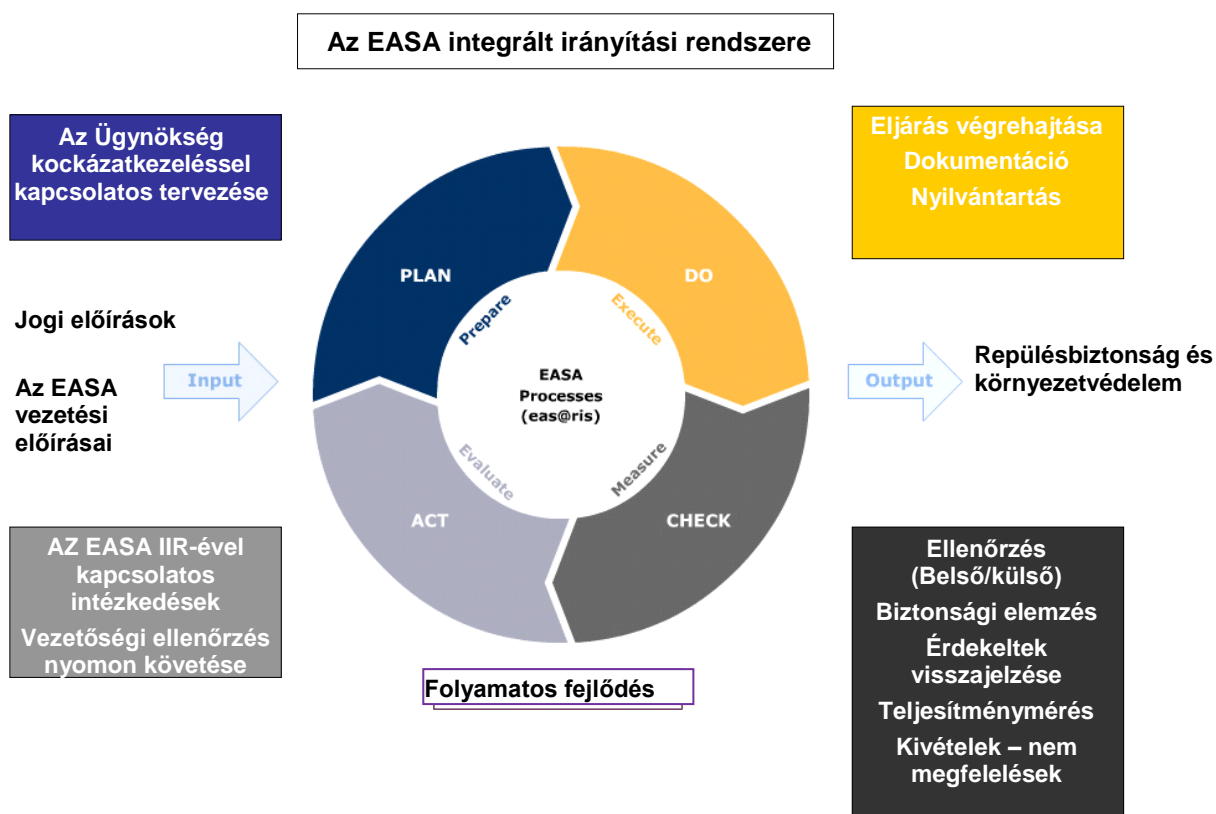 Az EASA integrált irányítási rendszere
Az Ügynökség
kockázatkezeléssel
kapcsolatos tervezése
Eljárás végrehajtása
Dokumentáció
Nyilvántartás
PLAN
DO
Prepare
Execute
Jogi előírások
Az EASA
vezetési
előírásai
Input
EASA
Processes
(eas@ris)
Output
Repülésbiztonság és
környezetvédelem
Evaluate
Measure
ACT
CHECK
AZ EASA IIR-ével
kapcsolatos
intézkedések
Vezetőségi ellenőrzés
nyomon követése
Ellenőrzés
(Belső/külső)
Biztonsági elemzés
Érdekeltek
visszajelzése
Teljesítménymérés
Kivételek – nem
megfelelések
Folyamatos fejlődés